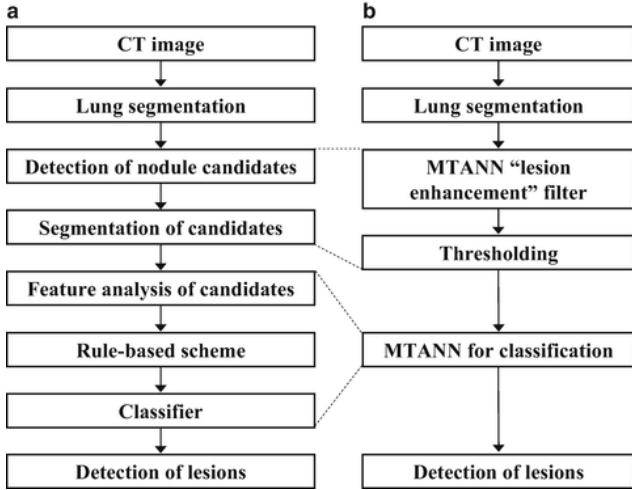 a
CT image
Lung segmentation
Detection of nodule candidates
Segmentation of candidates
Feature analysis of candidates
Rule-based scheme
Classifier
Detection of lesions
b
CT image
Lung segmentation
MTANN “lesion
enhancement” filter
Thresholding
MTANN for classification
Detection of lesions